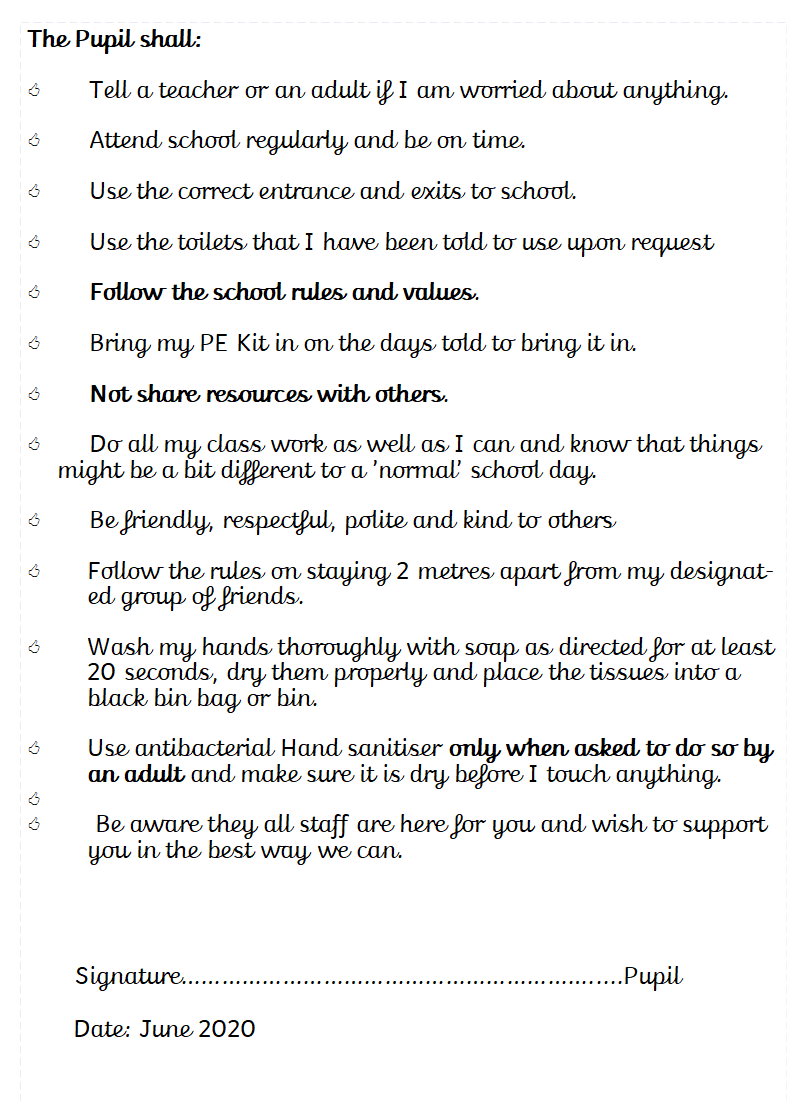 The Pupil shall:
Tell a teacher or an adult if I am worried about anything.
Attend school regularly and be on time.
Use the correct entrance and exits to school.
Use the toilets that I have been told to use upon request
Follow the school rules and values.
Bring my PE Kit in on the days told to bring it in.
Not share resources with others.
Do all my class work as well as I can and know that things
might be a bit different to a 'normal' school day.
Be friendly, respectful, polite and kind to others
Follow the rules on staying 2 metres apart from my designat-
ed group of friends.
Wash my hands thoroughly with soap as directed for at least
20 seconds, dry them properly and place the tissues into a
black bin bag or bin.
Use antibacterial Hand sanitiser only when asked to do so by
an adult and make sure it is dry before I touch anything.
Be aware they all staff are here for you and wish to support
you in the best way we can.
Signature………………………………………………………Pupil
Date: June 2020